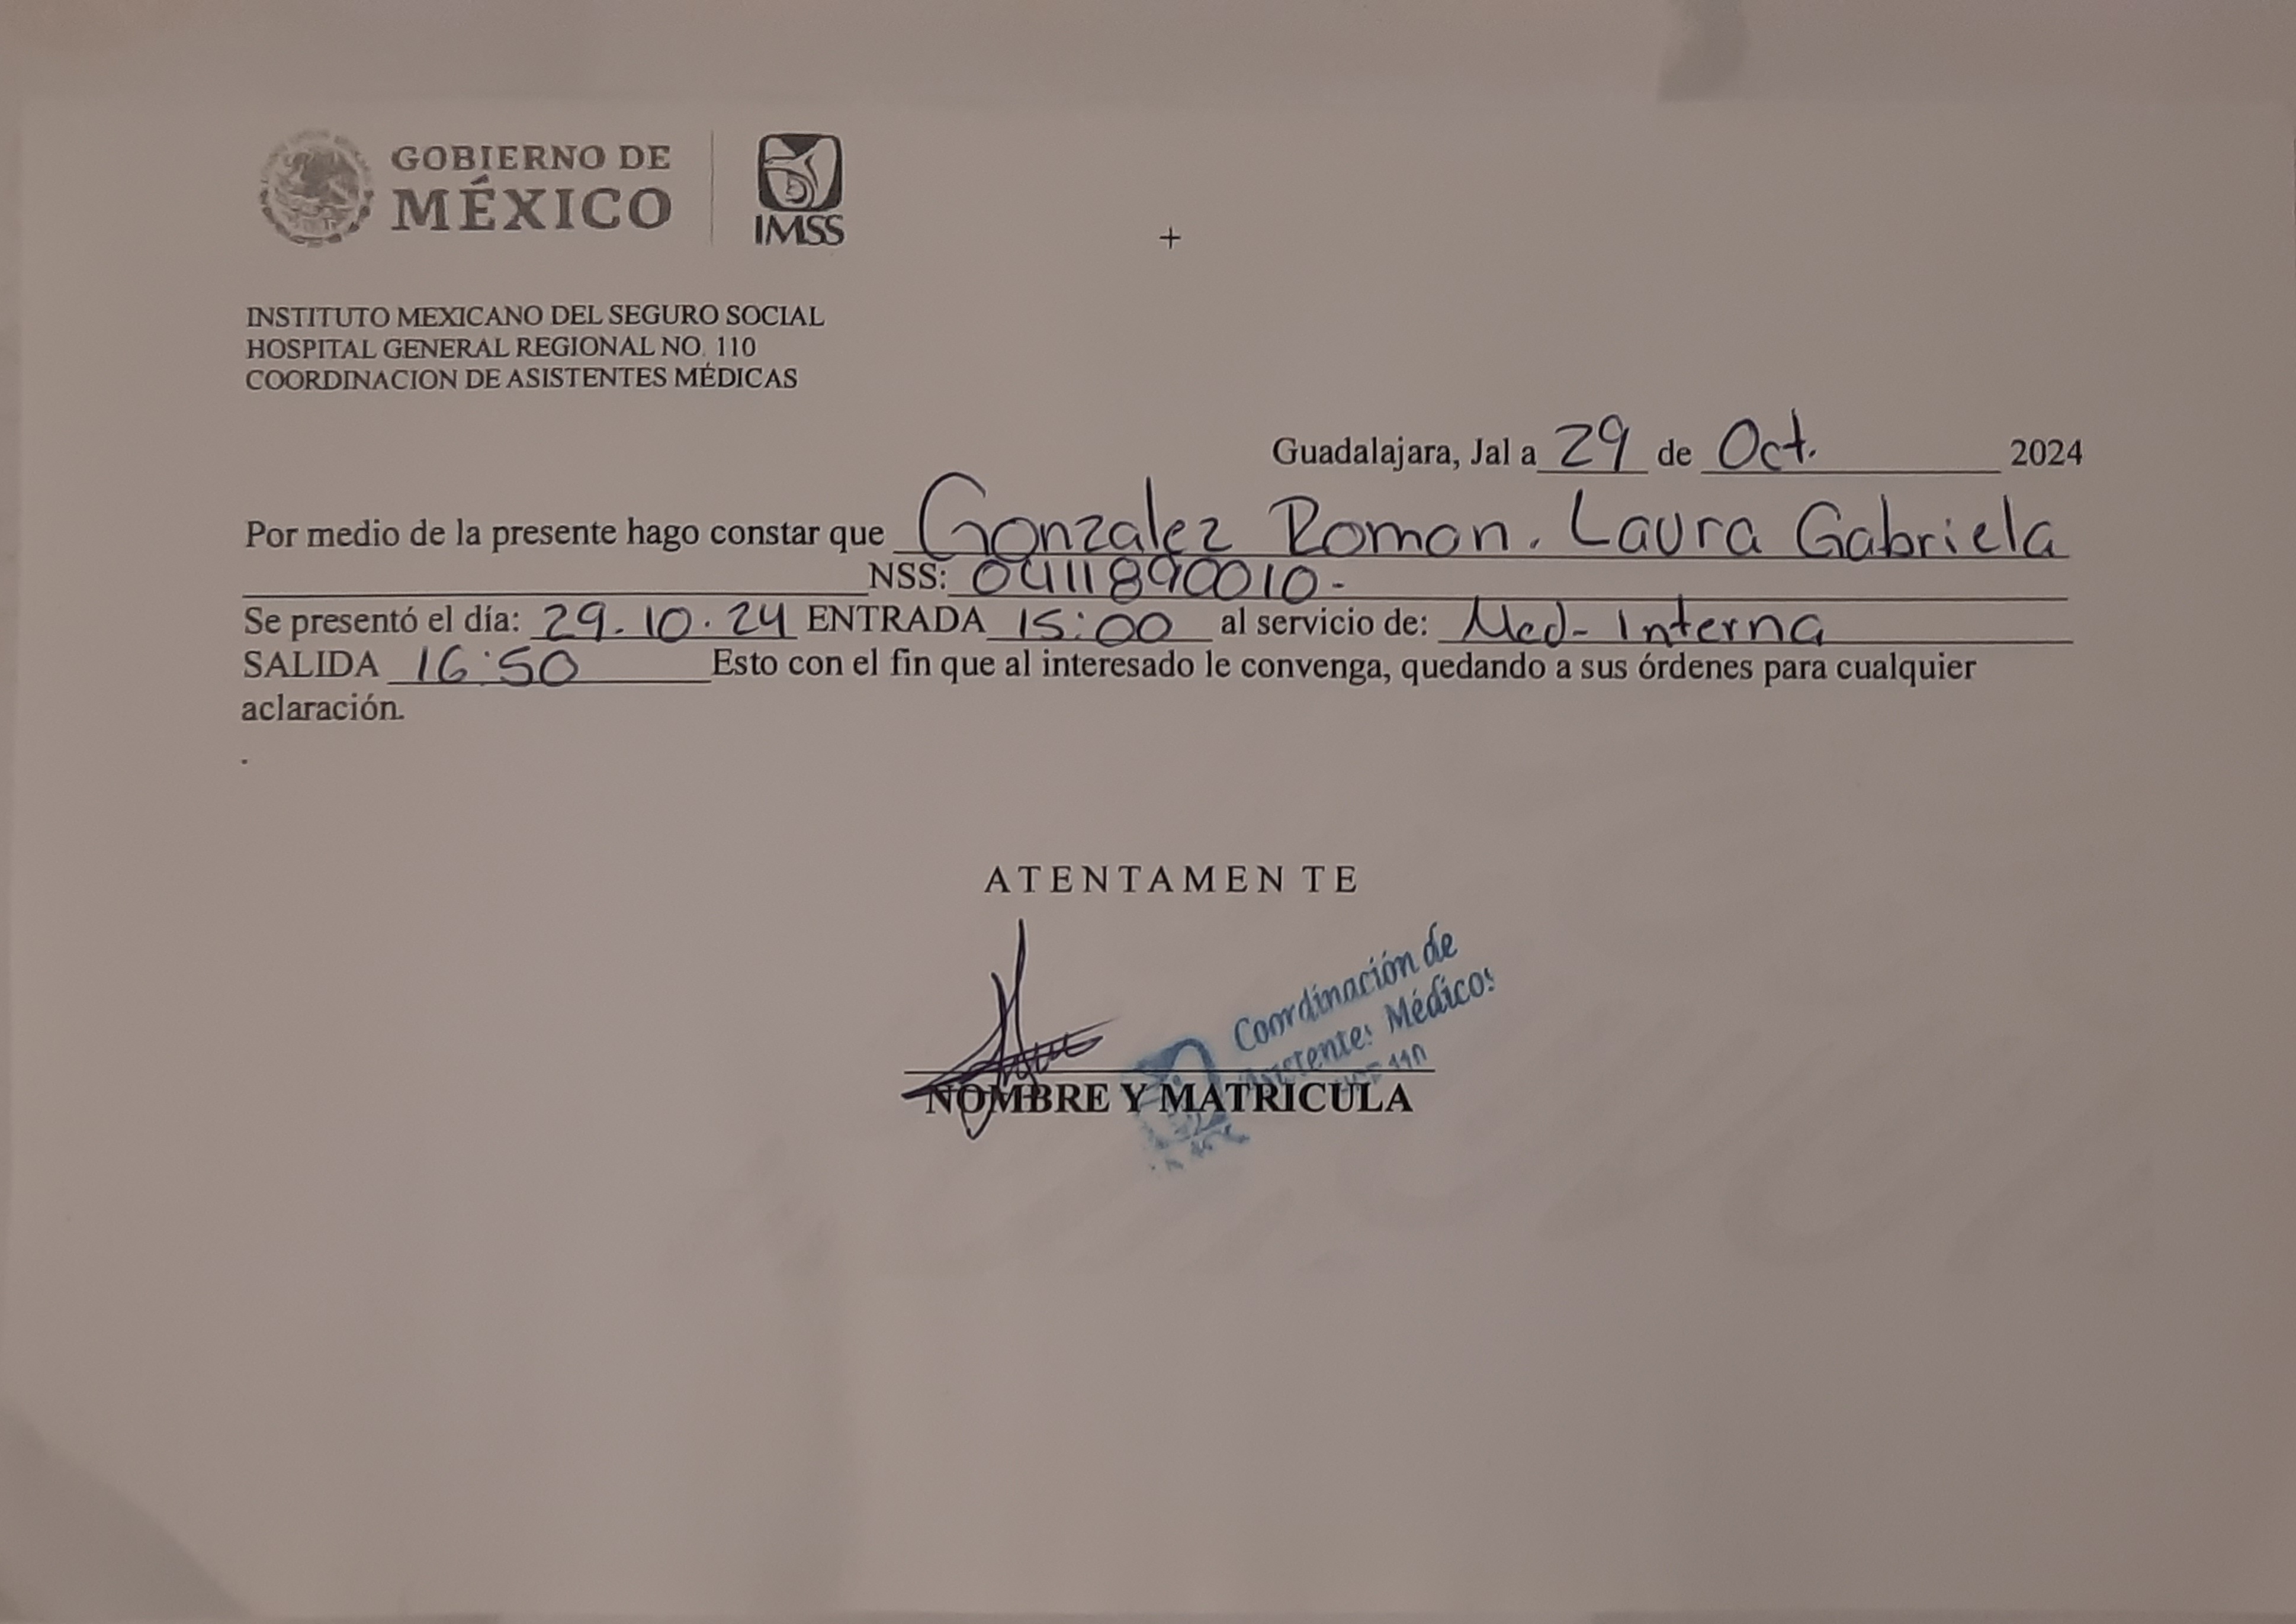 GOBIERNO DE
MÉXICO
IMSS
+
INSTITUTO MEXICANO DEL SEGURO SOCIAL
HOSPITAL GENERAL REGIONAL NO. 110
COORDINACION DE ASISTENTES MÉDICAS
Guadalajara, Jal a 29 de Oct. 2024
Por medio de la presente hago constar que Gonzalez Roman. Laura Gabriela
NSS: 0411890010-
Se presentó el día: 29.10.24 ENTRADA 15:00 al servicio de: Med- Interna
SALIDA 16:50 Esto con el fin que al interesado le convenga, quedando a sus órdenes para cualquier
aclaración.
.
ATENTAMENTE
Coordinación de
Médicos
110
NOMBRE Y MATRICULA